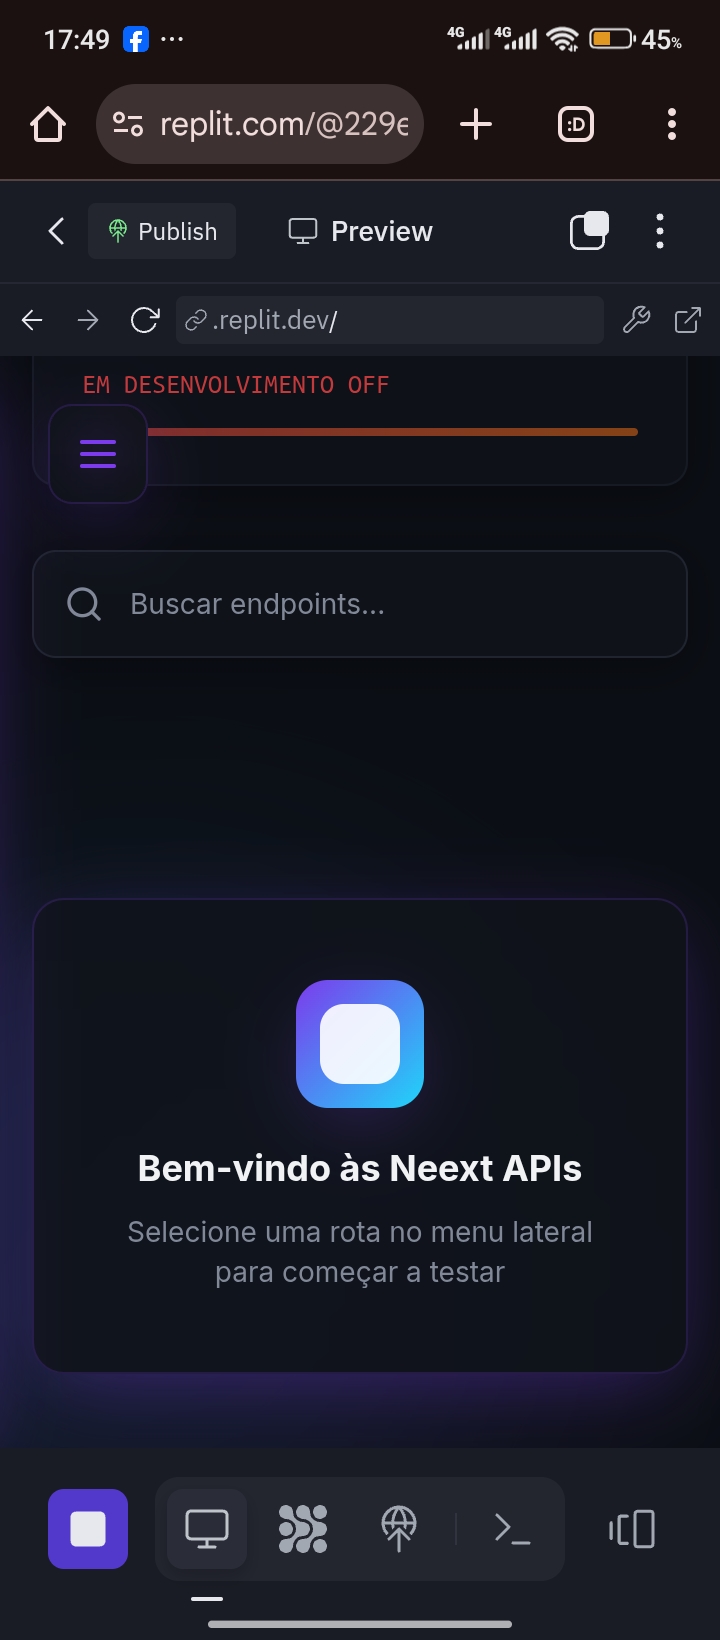 17:49
4G 4G 45%
replit.com/@229e
:D
Publish
Preview
.replit.dev/
EM DESENVOLVIMENTO OFF
Buscar endpoints...
Bem-vindo às Neext APIs
Selecione uma rota no menu lateral
para começar a testar